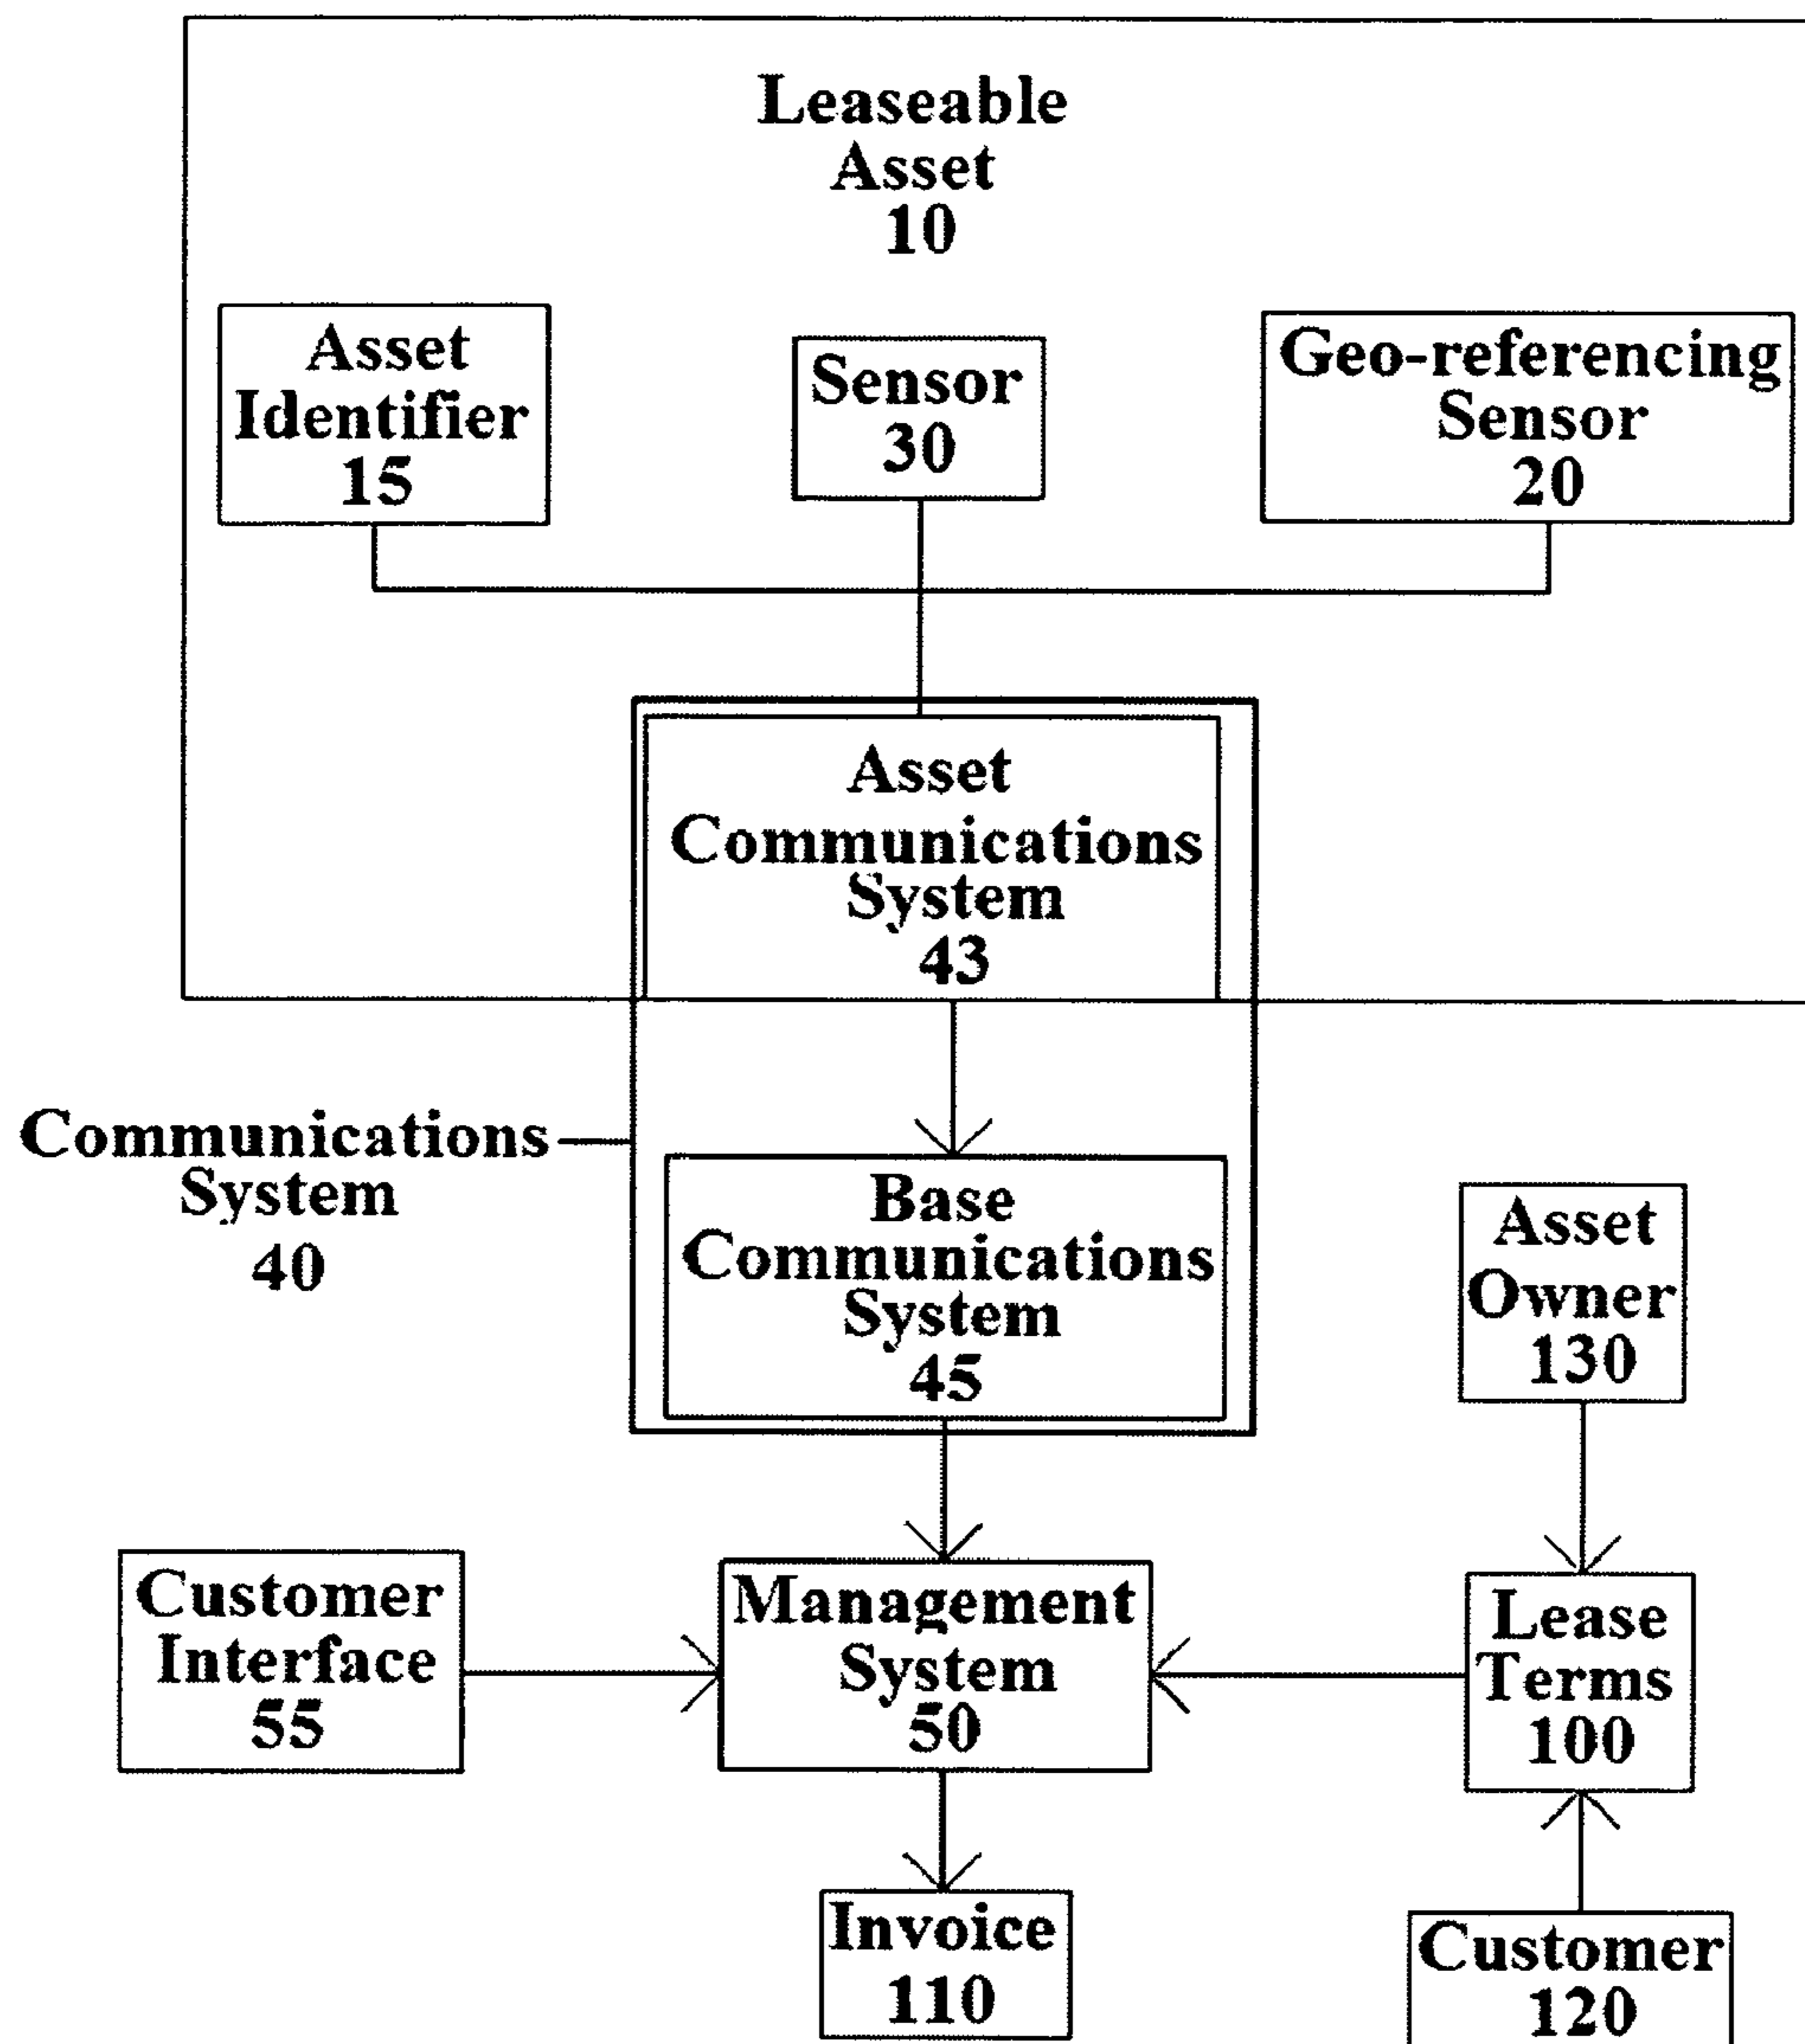 Leaseable
Asset
10
Asset
Identifier
15
Sensor
30
Geo-referencing
Sensor
20
Asset
Communications
System
43
Communications
System
40
Base
Communications
System
45
Asset
Owner
130
Customer
Interface
55
Management
System
50
Lease
Terms
100
Invoice
110
Customer
120